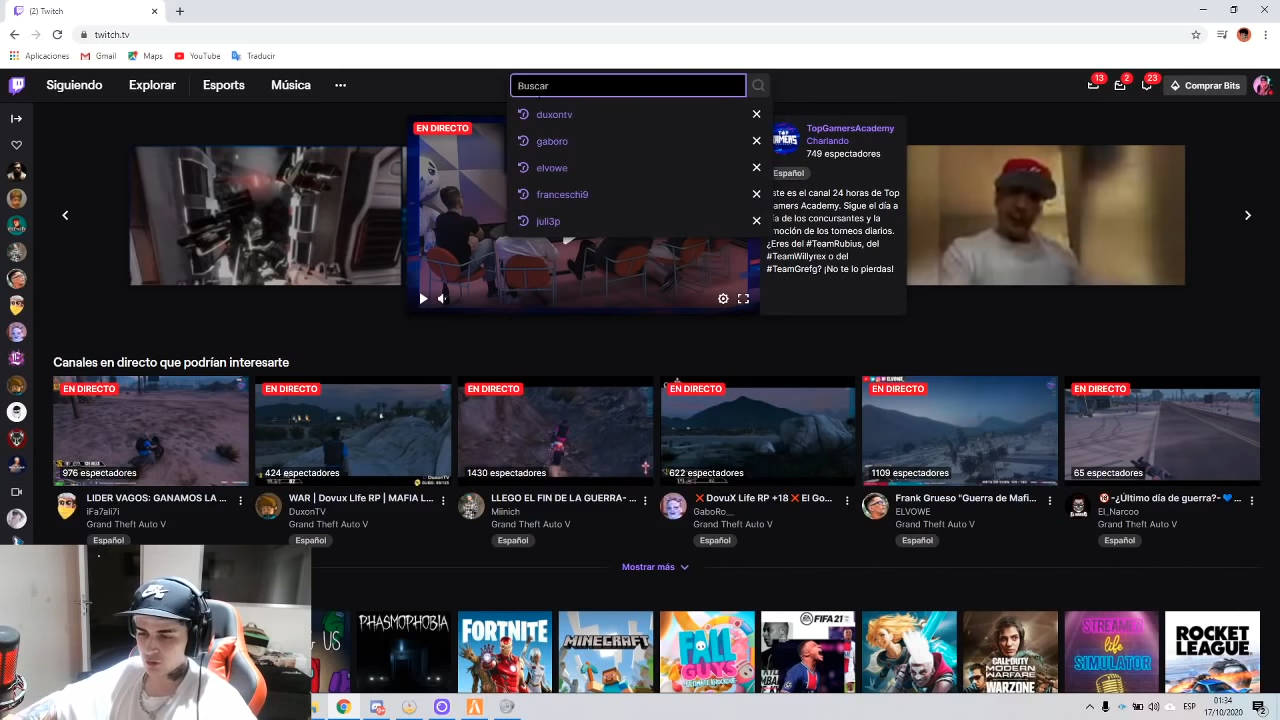 (2) Twitch
twitch.tv
Aplicaciones Gmail Maps YouTube Traducir
Siguiendo Explorar Esports Música
Buscar
13 2 23 Comprar Bits
duxontv
gaboro
elvowe
franceschi9
juli3p
EN DIRECTO
TopGamersAcademy
Charlando
749 espectadores
Español
ste es el canal 24 horas de Top
amers Academy. Sigue el día a
ía de los concursantes y la
moción de los torneos diarios.
¿Eres del #TeamRubius, del
#TeamWillyrex o del
#TeamGrefg? ¡No te lo pierdas!
Canales en directo que podrían interesarte
EN DIRECTO EN DIRECTO EN DIRECTO EN DIRECTO EN DIRECTO EN DIRECTO
976 espectadores 424 espectadores 1430 espectadores 622 espectadores 1109 espectadores 65 espectadores
LIDER VAGOS: GANAMOS LA ...
iFa7ali7i
Grand Theft Auto V
Español
WAR | Dovux LIfe RP | MAFIA L...
DuxonTV
Grand Theft Auto V
Español
LLEGO EL FIN DE LA GUERRA- ...
Miiinich
Grand Theft Auto V
Español
❌ DovuX Life RP +18 ❌ El Go...
GaboRo__
Grand Theft Auto V
Español
Frank Grueso "Guerra de Mafi...
ELVOWE
Grand Theft Auto V
Español
🔞-¿Último día de guerra?- 💙...
El_Narcoo
Grand Theft Auto V
Español
Mostrar más
US
PHASMOPHOBIA
FORTNITE
MINECRAFT
FALL GUYS
ULTIMATE KNOCKOUT
FIFA 21
CALL OF DUTY
MODERN WARFARE
WARZONE
STREAMER life SIMULATOR
ROCKET LEAGUE
ESP
01:34
17/10/2020
2